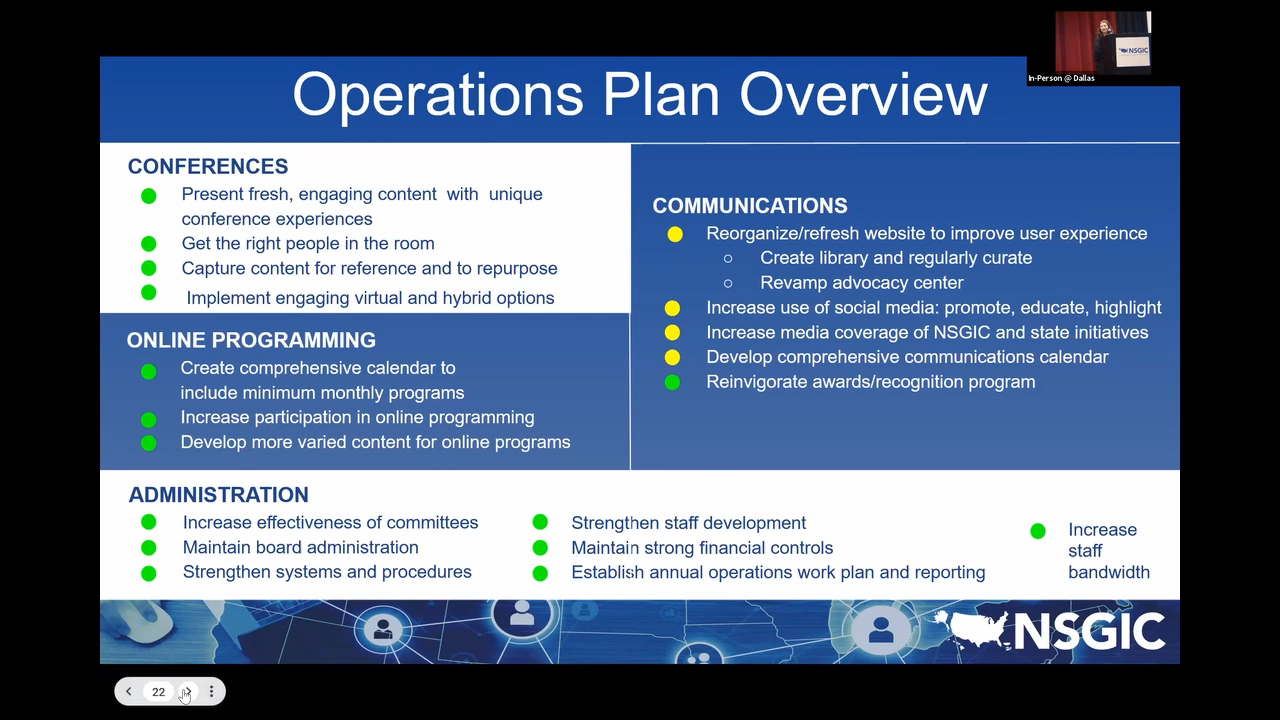 Operations Plan Overview
NSGIC
In-Person @ Dallas
CONFERENCES
Present fresh, engaging content with unique
conference experiences
Get the right people in the room
Capture content for reference and to repurpose
Implement engaging virtual and hybrid options
ONLINE PROGRAMMING
Create comprehensive calendar to
include minimum monthly programs
Increase participation in online programming
Develop more varied content for online programs
COMMUNICATIONS
Reorganize/refresh website to improve user experience
Create library and regularly curate
Revamp advocacy center
Increase use of social media: promote, educate, highlight
Increase media coverage of NSGIC and state initiatives
Develop comprehensive communications calendar
Reinvigorate awards/recognition program
ADMINISTRATION
Increase effectiveness of committees
Maintain board administration
Strengthen systems and procedures
Strengthen staff development
Maintain strong financial controls
Establish annual operations work plan and reporting
Increase
staff
bandwidth
NSGIC
22